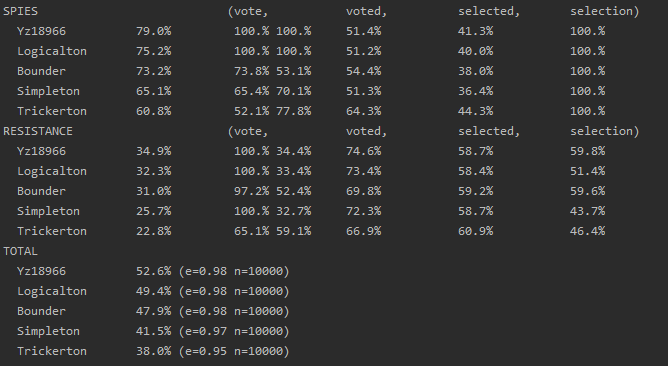 SPIES (vote, voted, selected, selection)
Yz18966 79.0% 100.% 100.% 51.4% 41.3% 100.%
Logicalton 75.2% 100.% 100.% 51.2% 40.0% 100.%
Bounder 73.2% 73.8% 53.1% 54.4% 38.0% 100.%
Simpleton 65.1% 65.4% 70.1% 51.3% 36.4% 100.%
Trickerton 60.8% 52.1% 77.8% 64.3% 44.3% 100.%
RESISTANCE (vote, voted, selected, selection)
Yz18966 34.9% 100.% 34.4% 74.6% 58.7% 59.8%
Logicalton 32.3% 100.% 33.4% 73.4% 58.4% 51.4%
Bounder 31.0% 97.2% 52.4% 69.8% 59.2% 59.6%
Simpleton 25.7% 100.% 32.7% 72.3% 58.7% 43.7%
Trickerton 22.8% 65.1% 59.1% 66.9% 60.9% 46.4%
TOTAL
Yz18966 52.6% (e=0.98 n=10000)
Logicalton 49.4% (e=0.98 n=10000)
Bounder 47.9% (e=0.98 n=10000)
Simpleton 41.5% (e=0.97 n=10000)
Trickerton 38.0% (e=0.95 n=10000)